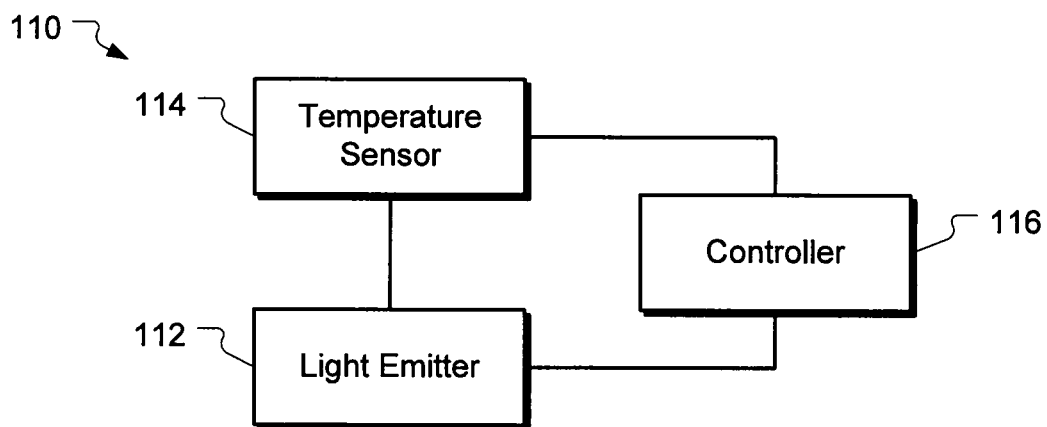 110
114
Temperature
Sensor
Controller
116
112
Light Emitter